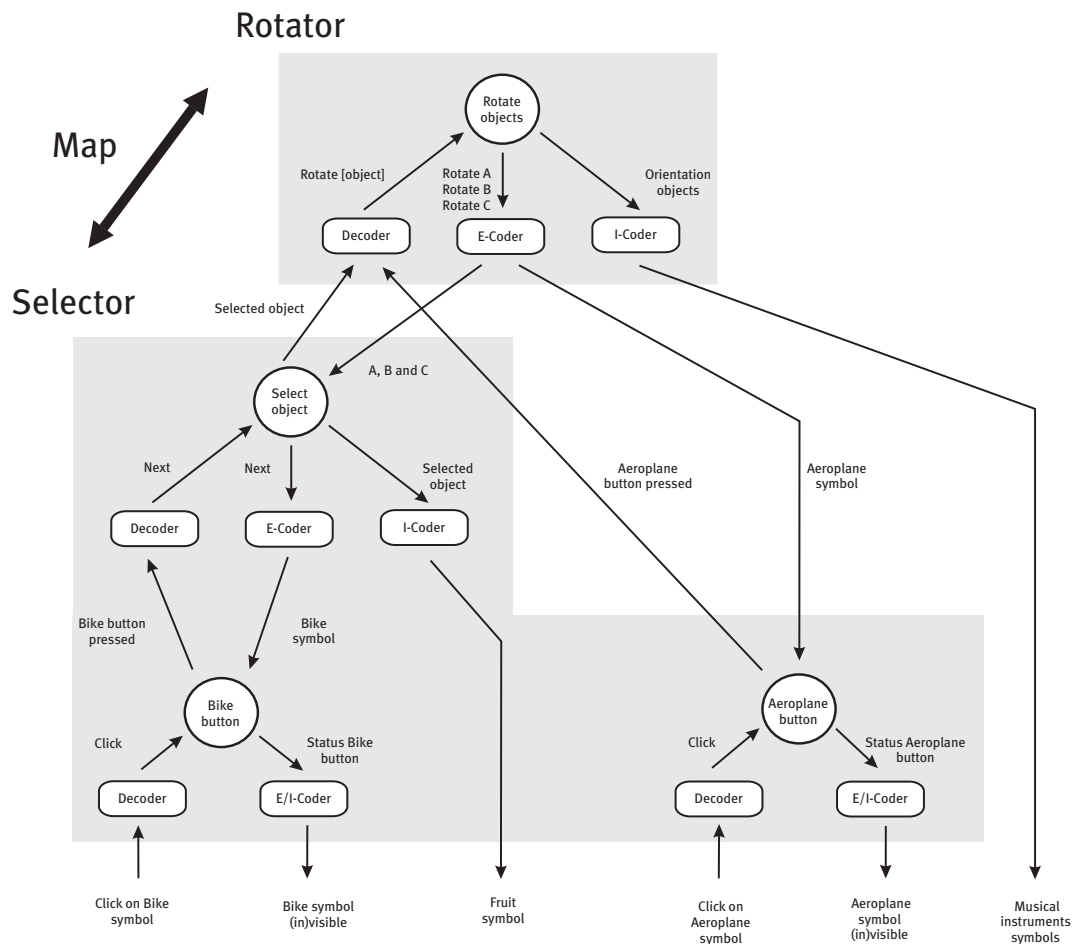 Rotator
Map
Rotate
objects
Rotate [object]
Rotate A
Rotate B
Rotate C
Orientation
objects
Decoder
E-Coder
I-Coder
Selector
Selected object
A, B and C
Select
object
Next
Next
Selected
object
Aeroplane
button pressed
Aeroplane
symbol
Decoder
E-Coder
I-Coder
Bike button
pressed
Bike
symbol
Bike
button
Aeroplane
button
Click
Status Bike
button
Click
Status Aeroplane
button
Decoder
E/I-Coder
Decoder
E/I-Coder
Click on Bike
symbol
Bike symbol
(in)visible
Fruit
symbol
Click on
Aeroplane
symbol
Aeroplane
symbol
(in)visible
Musical
instruments
symbols